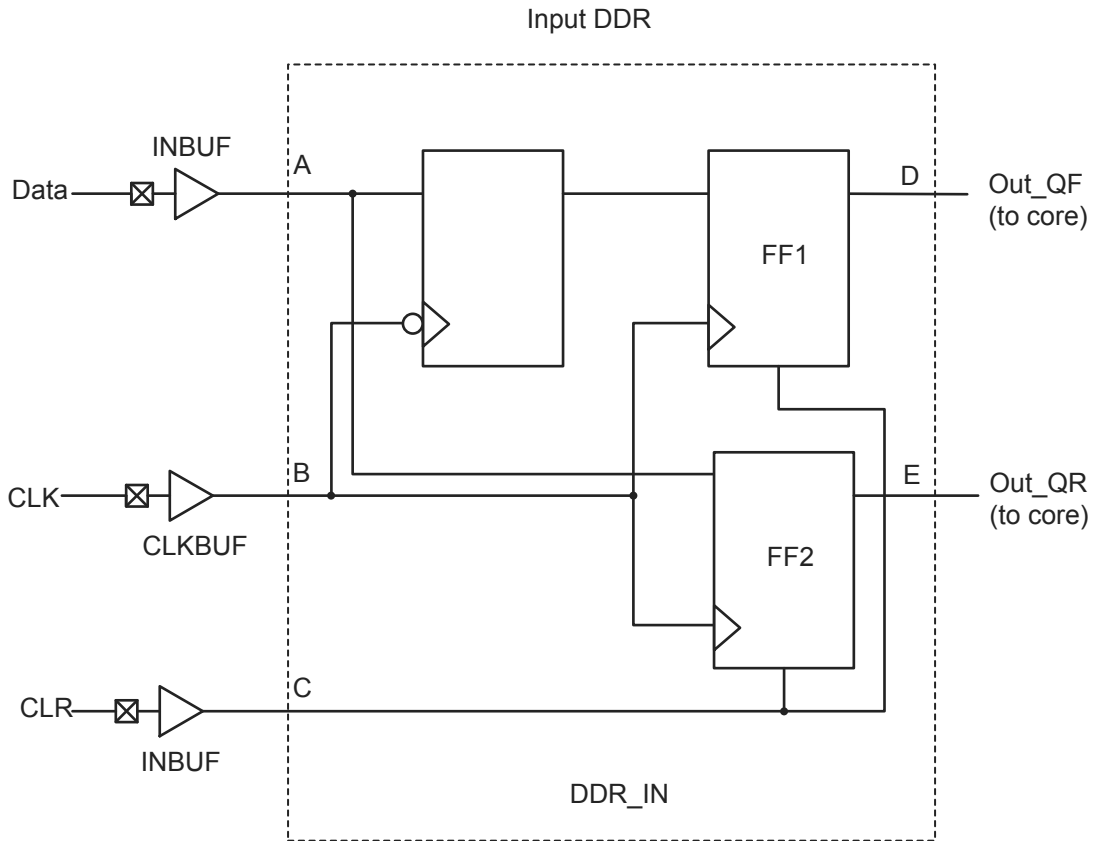 Input DDR
INBUF
A
Data
D
Out_QF
(to core)
FF1
B
CLK
CLKBUF
E
Out_QR
(to core)
FF2
C
CLR
INBUF
DDR_IN